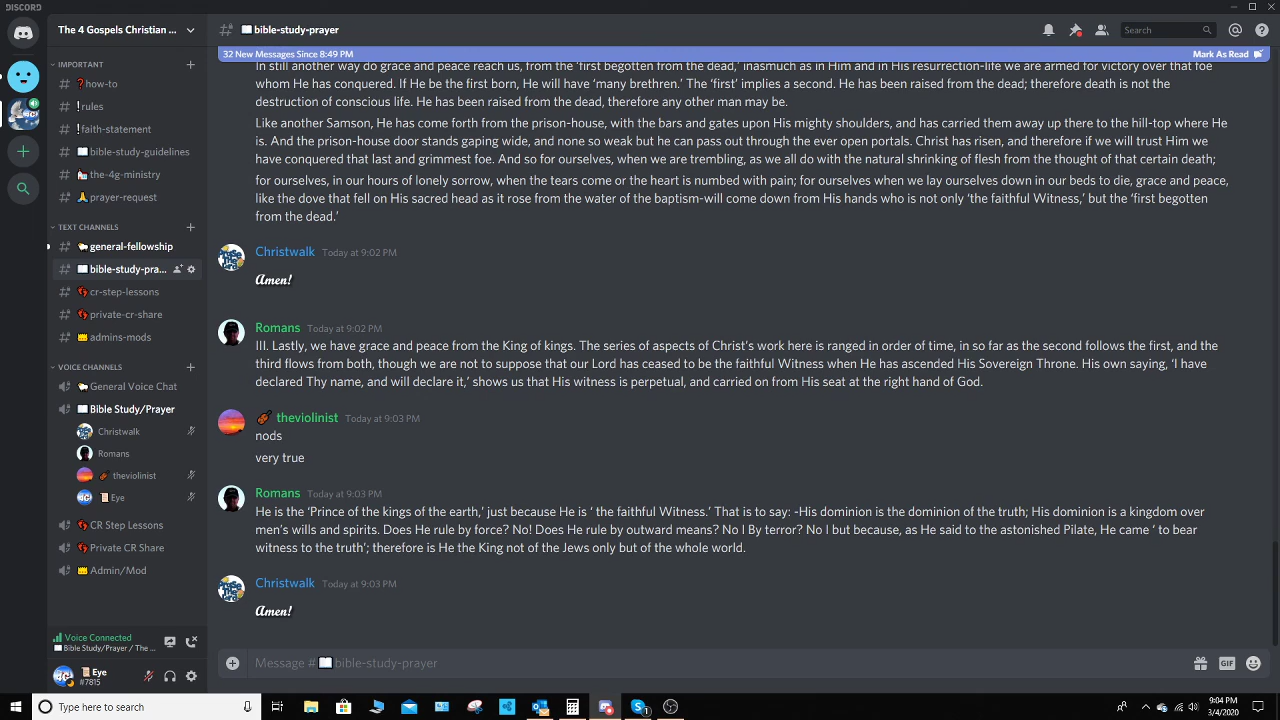 DISCORD
The 4 Gospels Christian ...
bible-study-prayer
Search
32 New Messages Since 8:49 PM
Mark As Read
IMPORTANT
how-to
rules
faith-statement
bible-study-guidelines
the-4g-ministry
prayer-request
TEXT CHANNELS
general-fellowship
bible-study-pra...
cr-step-lessons
private-cr-share
admins-mods
VOICE CHANNELS
General Voice Chat
Bible Study/Prayer
Christwalk
Romans
theviolinist
Eye
CR Step Lessons
Private CR Share
Admin/Mod
Voice Connected
Bible Study/Prayer / The ...
Eye
#7815
In still another way do grace and peace reach us, from the ‘first begotten from the dead,’ inasmuch as in Him and in His resurrection-life we are armed for victory over that foe
whom He has conquered. If He be the first born, He will have ‘many brethren.’ The ‘first’ implies a second. He has been raised from the dead; therefore death is not the
destruction of conscious life. He has been raised from the dead, therefore any other man may be.
Like another Samson, He has come forth from the prison-house, with the bars and gates upon His mighty shoulders, and has carried them away up there to the hill-top where He
is. And the prison-house door stands gaping wide, and none so weak but he can pass out through the ever open portals. Christ has risen, and therefore if we will trust Him we
have conquered that last and grimmest foe. And so for ourselves, when we are trembling, as we all do with the natural shrinking of flesh from the thought of that certain death;
for ourselves, in our hours of lonely sorrow, when the tears come or the heart is numbed with pain; for ourselves when we lay ourselves down in our beds to die, grace and peace,
like the dove that fell on His sacred head as it rose from the water of the baptism-will come down from His hands who is not only ‘the faithful Witness,’ but the ‘first begotten
from the dead.’
Christwalk Today at 9:02 PM
Amen!
Romans Today at 9:02 PM
III. Lastly, we have grace and peace from the King of kings. The series of aspects of Christ’s work here is ranged in order of time, in so far as the second follows the first, and the
third flows from both, though we are not to suppose that our Lord has ceased to be the faithful Witness when He has ascended His Sovereign Throne. His own saying, ‘I have
declared Thy name, and will declare it,’ shows us that His witness is perpetual, and carried on from His seat at the right hand of God.
theviolinist Today at 9:03 PM
nods
very true
Romans Today at 9:03 PM
He is the ‘Prince of the kings of the earth,’ just because He is ‘ the faithful Witness.’ That is to say: -His dominion is the dominion of the truth; His dominion is a kingdom over
men’s wills and spirits. Does He rule by force? No! Does He rule by outward means? No I By terror? No I but because, as He said to the astonished Pilate, He came ‘ to bear
witness to the truth’; therefore is He the King not of the Jews only but of the whole world.
Christwalk Today at 9:03 PM
Amen!
Message # bible-study-prayer
GIF
Type here to search
9:04 PM
3/4/2020